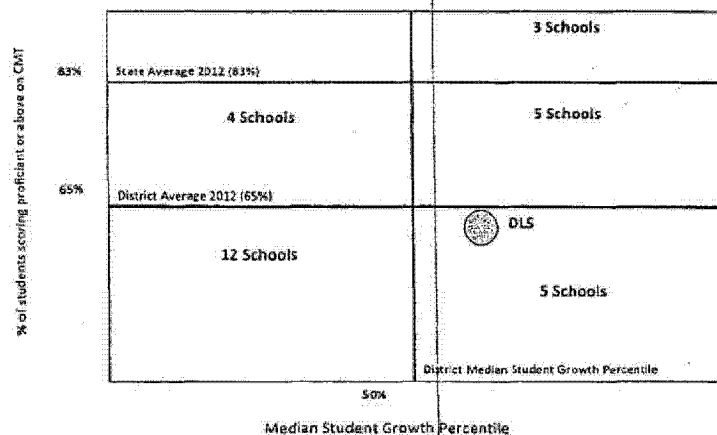 3 Schools
83%
State Average 2012 (83%)
4 Schools
5 Schools
65%
District Average 2012 (65%)
DLS
12 Schools
5 Schools
District Median Student Growth Percentile
50%
Median Student Growth Percentile
% of students scoring proficiant or above on CMT